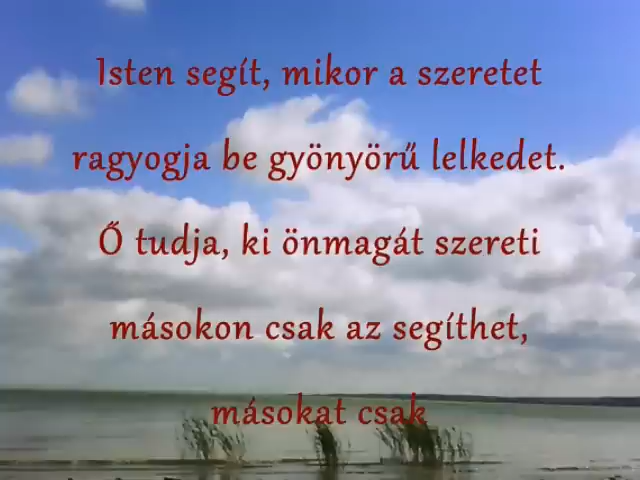 Isten segít, mikor a szeretet
ragyogja be gyönyörű lelkedet.
Ő tudja, ki önmagát szereti
másokon csak az segíthet,
másokat csak